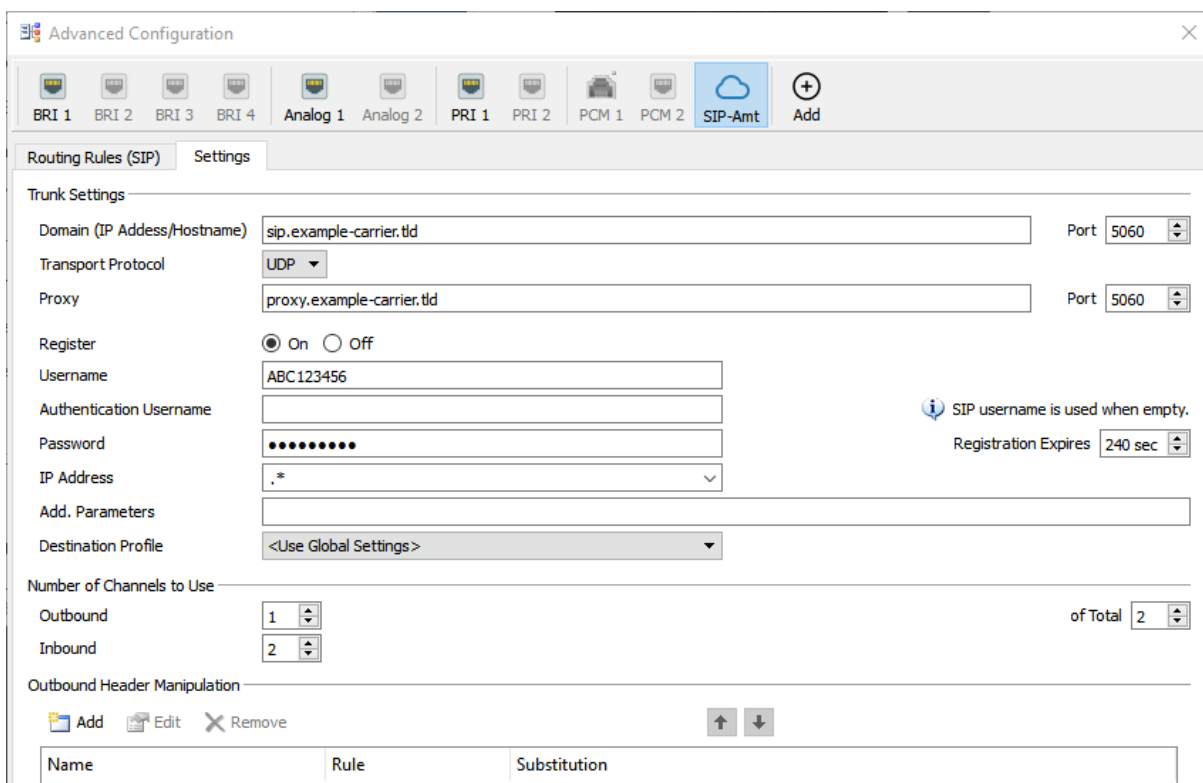 Advanced Configuration
BRI 1 BRI 2 BRI 3 BRI 4 Analog 1 Analog 2 PRI 1 PRI 2 PCM 1 PCM 2 SIP-Amt Add
Routing Rules (SIP) Settings
Trunk Settings
Domain (IP Addess/Hostname) sip.example-carrier.tld Port 5060
Transport Protocol UDP
Proxy proxy.example-carrier.tld Port 5060
Register On Off
Username ABC123456
Authentication Username SIP username is used when empty.
Password ●●●●●●●●● Registration Expires 240 sec
IP Address .*
Add. Parameters
Destination Profile <Use Global Settings>
Number of Channels to Use
Outbound 1 of Total 2
Inbound 2
Outbound Header Manipulation
Add Edit Remove
Name Rule Substitution